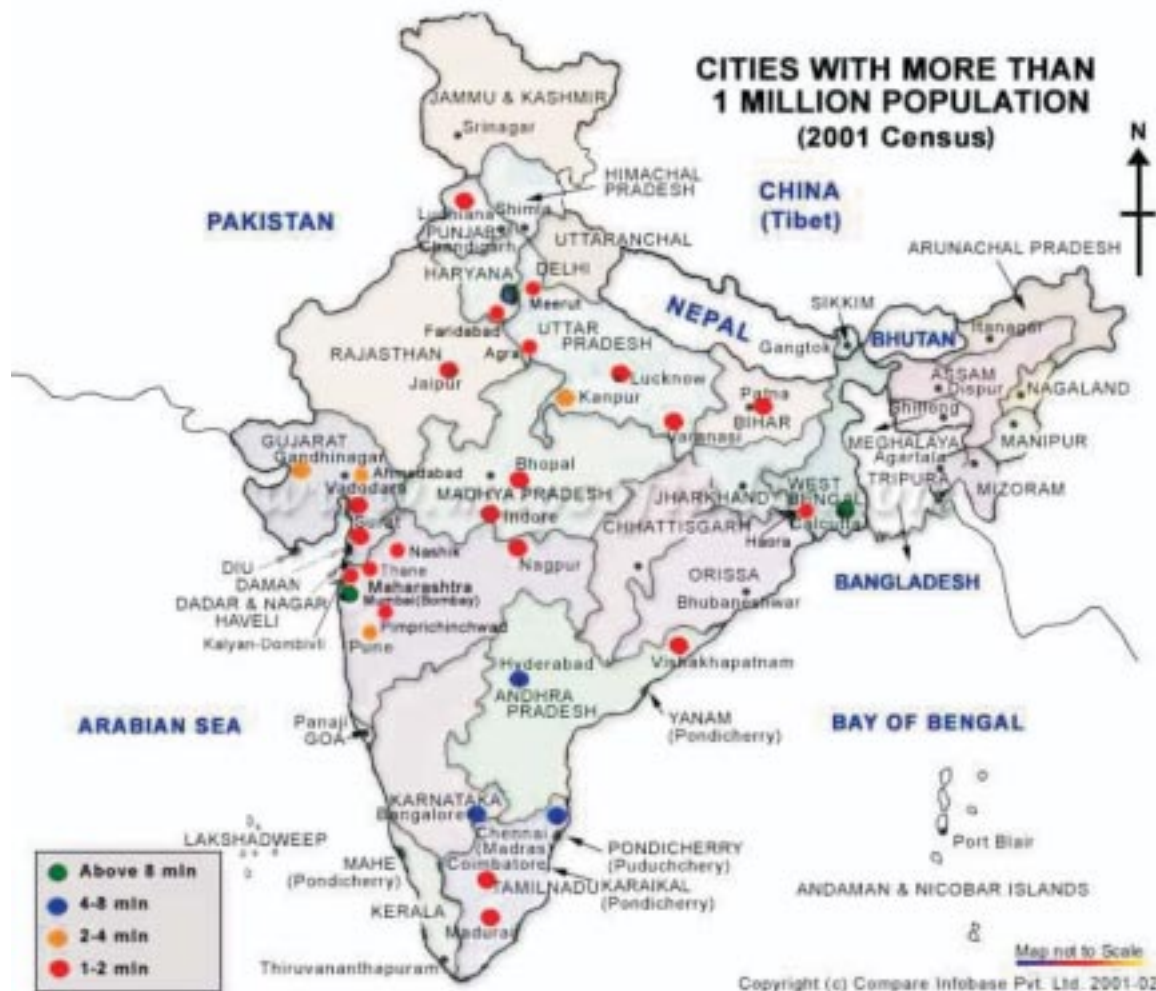 CITIES WITH MORE THAN
1 MILLION POPULATION
(2001 Census)
N
JAMMU & KASHMIR
Srinagar
HIMACHAL
PRADESH
CHINA
(Tibet)
PAKISTAN
Ludhiana
Shimla
PUNJAB
Chandigarh
UTTARANCHAL
ARUNACHAL PRADESH
HARYANA
DELHI
Meerut
NEPAL
SIKKIM
BHUTAN
Itanagar
Faridabad
UTTAR
PRADESH
Gangtok
RAJASTHAN
Agra
Jaipur
Lucknow
ASSAM
Dispur
NAGALAND
Kanpur
Patna
BIHAR
Shillong
Varanasi
MEGHALAYA
MANIPUR
GUJARAT
Gandhinagar
Ahmedabad
Bhopal
Agartala
TRIPURA
MIZORAM
Vadodara
MADHYA PRADESH
JHARKHAND
WEST
BENGAL
Surat
Indore
CHHATTISGARH
Calcutta
Haora
Nashik
Nagpur
DIU
Thane
ORISSA
BANGLADESH
DAMAN
Maharashtra
DADAR & NAGAR
HAVELI
Mumbai(Bombay)
Bhubaneshwar
Pimprichinchwad
Kalyan-Dombivli
Pune
Hyderabad
Vishakhapatnam
ANDHRA
PRADESH
ARABIAN SEA
Panaji
GOA
YANAM
(Pondicherry)
BAY OF BENGAL
KARNATAKA
Bangalore
LAKSHADWEEP
Chennai
(Madras)
PONDICHERRY
(Puduchchery)
Port Blair
MAHE
(Pondicherry)
Coimbatore
TAMILNADU
KARAIKAL
(Pondicherry)
ANDAMAN & NICOBAR ISLANDS
KERALA
Madurai
Thiruvananthapuram
Above 8 mln
4-8 mln
2-4 mln
1-2 mln
Map not to Scale
Copyright (c) Compare Infobase Pvt. Ltd. 2001-02